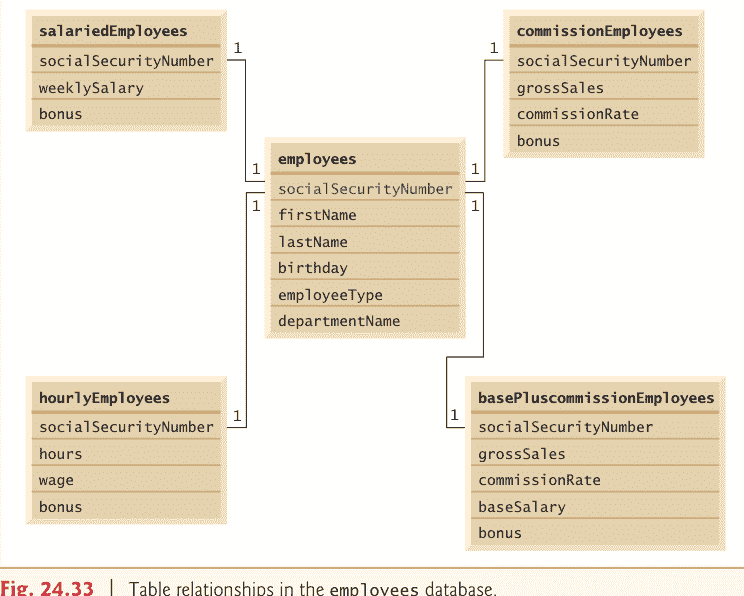 salariedEmployees
socialSecurityNumber
weeklySalary
bonus
1
1
commissionEmployees
socialSecurityNumber
grossSales
commissionRate
bonus
1
1
employees
socialSecurityNumber
firstName
lastName
birthday
employeeType
departmentName
1
1
hourlyEmployees
socialSecurityNumber
hours
wage
bonus
1
1
basePluscommissionEmployees
socialSecurityNumber
grossSales
commissionRate
baseSalary
bonus
Fig. 24.33 | Table relationships in the employees database.